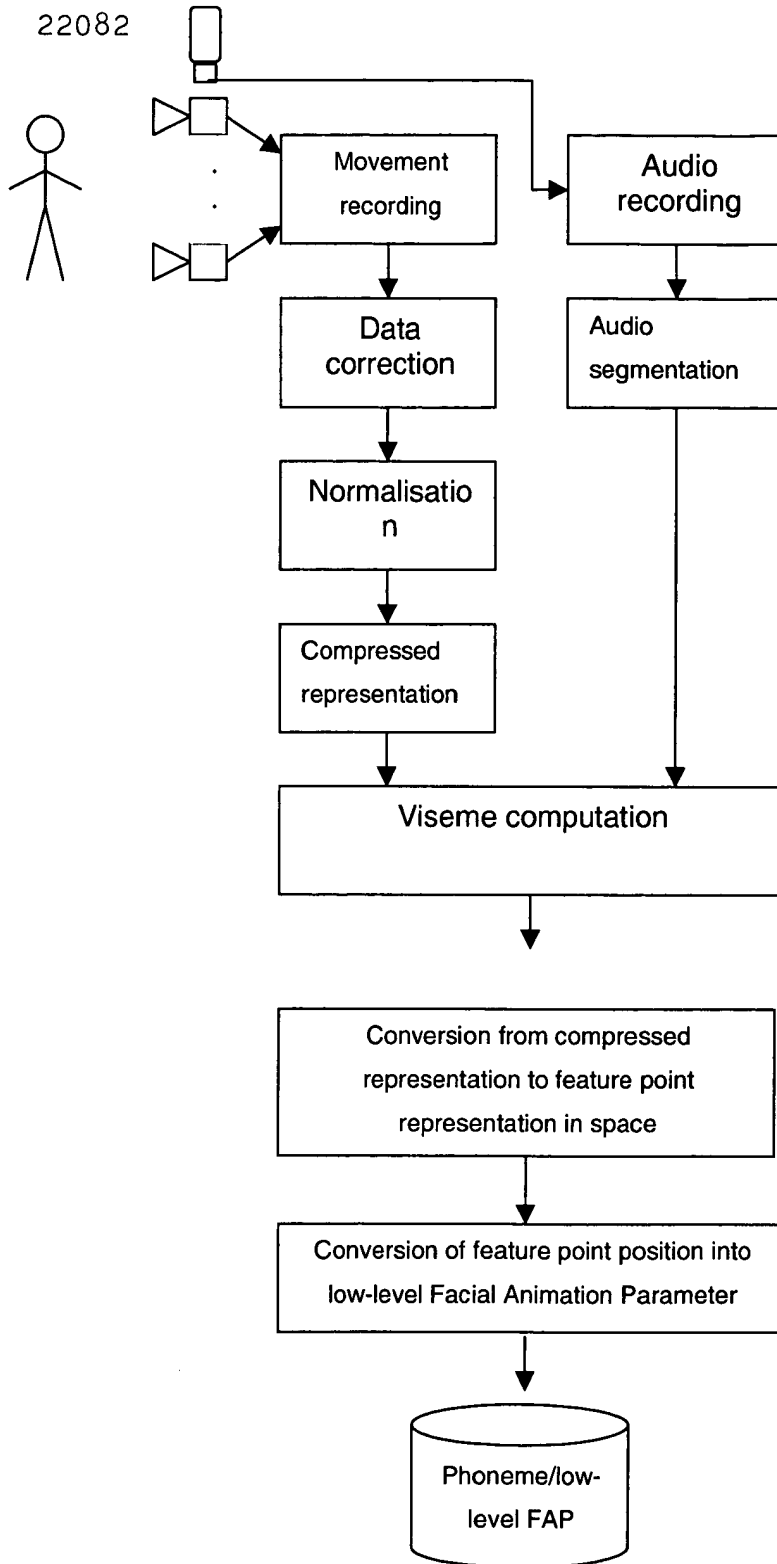 22082
Movement
recording
Audio
recording
Data
correction
Audio
segmentation
Normalisatio
n
Compressed
representation
Viseme computation
Conversion from compressed
representation to feature point
representation in space
Conversion of feature point position into
low-level Facial Animation Parameter
Phoneme/low-
level FAP